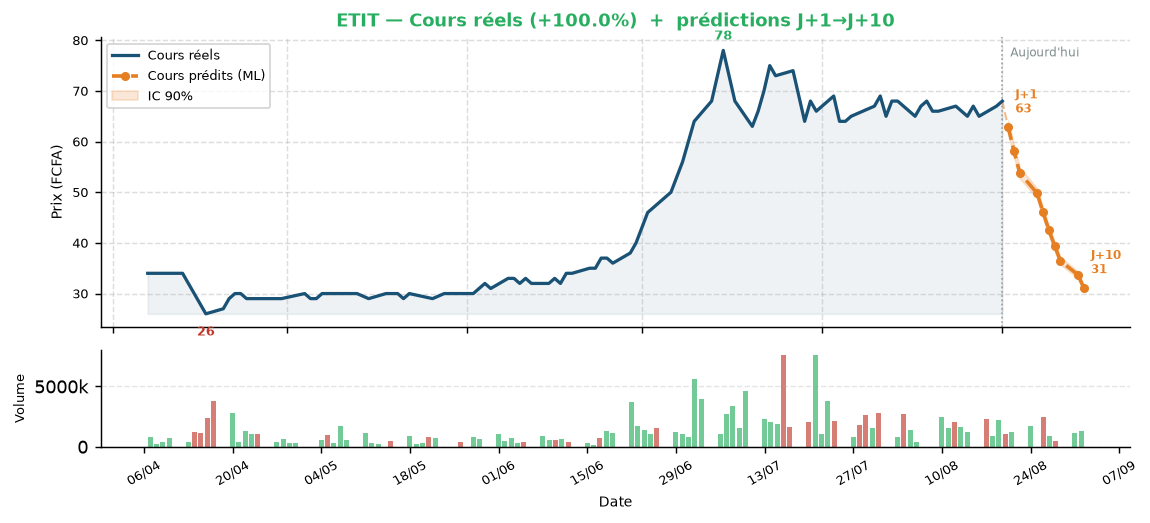 ETIT — Cours réels (+100.0%)  +  prédictions J+1→J+10
78
80
70
60
50
40
30
Prix (FCFA)
Cours réels
Cours prédits (ML)
IC 90%
Aujourd'hui
J+1
63
J+10
31
26
5000k
0
Volume
06/04
20/04
04/05
18/05
01/06
15/06
29/06
13/07
27/07
10/08
24/08
07/09
Date